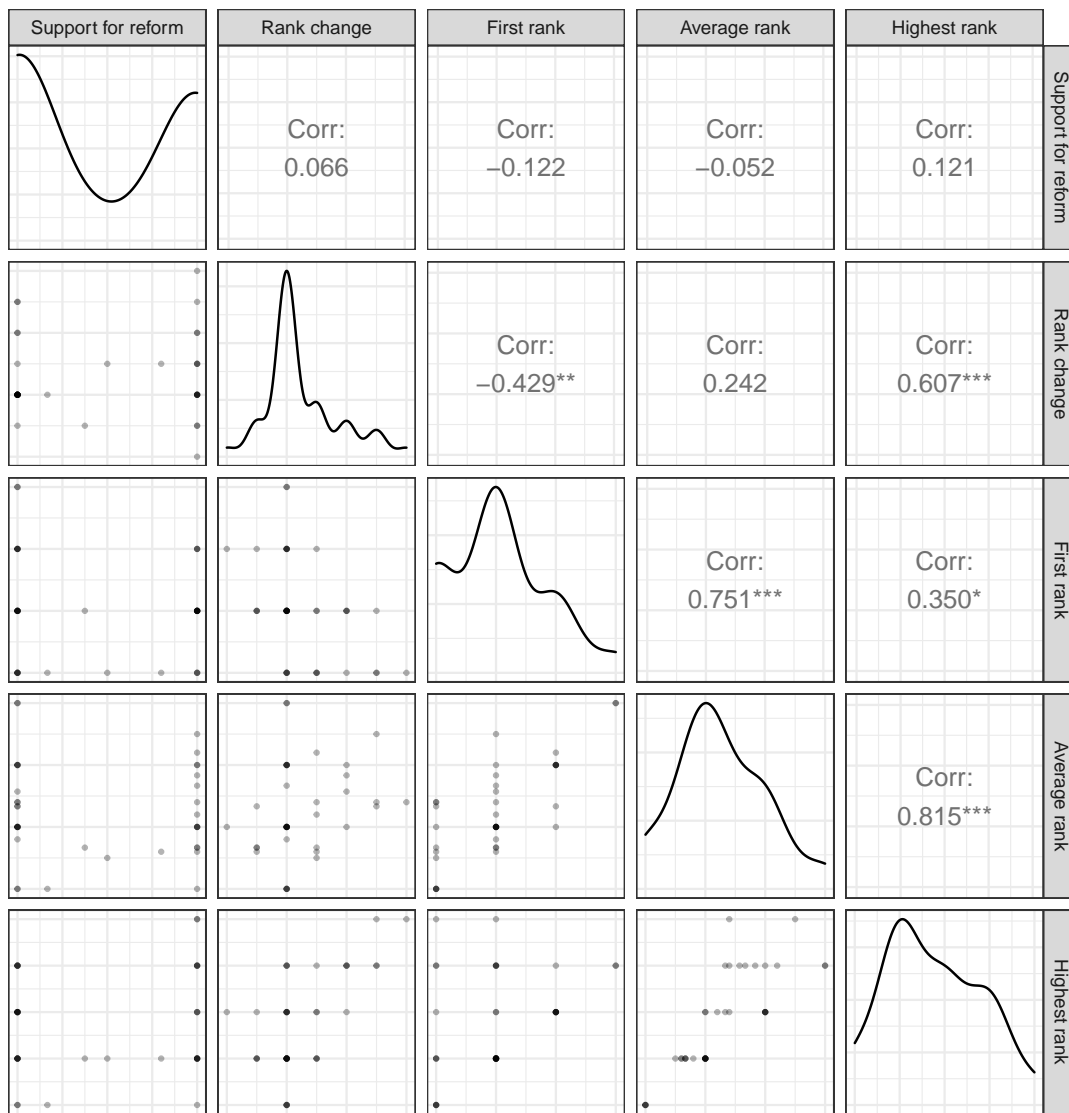 Support for reform
Rank change
First rank
Average rank
Highest rank
Corr:
0.066
Corr:
−0.122
Corr:
−0.052
Corr:
0.121
Support for
reform
Corr:
−0.429**
Corr:
0.242
Corr:
0.607***
Rank change
Corr:
0.751***
Corr:
0.350*
First rank
Corr:
0.815***
Average rank
Highest rank